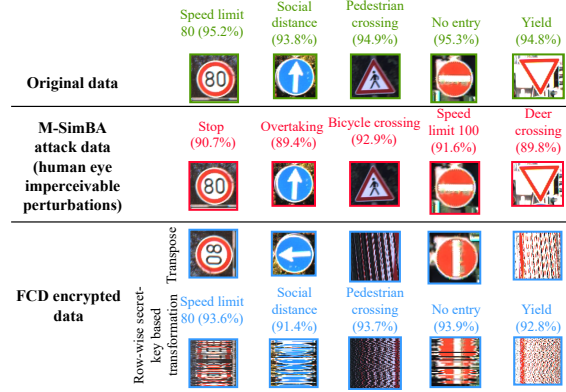 Speed limit 80 (95.2%)
Social distance (93.8%)
Pedestrian crossing (94.9%)
No entry (95.3%)
Yield (94.8%)
Original data
80
M-SimBA attack data (human eye imperceivable perturbations)
Stop (90.7%)
Overtaking (89.4%)
Bicycle crossing (92.9%)
Speed limit 100 (91.6%)
Deer crossing (89.8%)
80
FCD encrypted data
Transpose
80
Row-wise secret-key based transformation
Speed limit 80 (93.6%)
Social distance (91.4%)
Pedestrian crossing (93.7%)
No entry (93.9%)
Yield (92.8%)